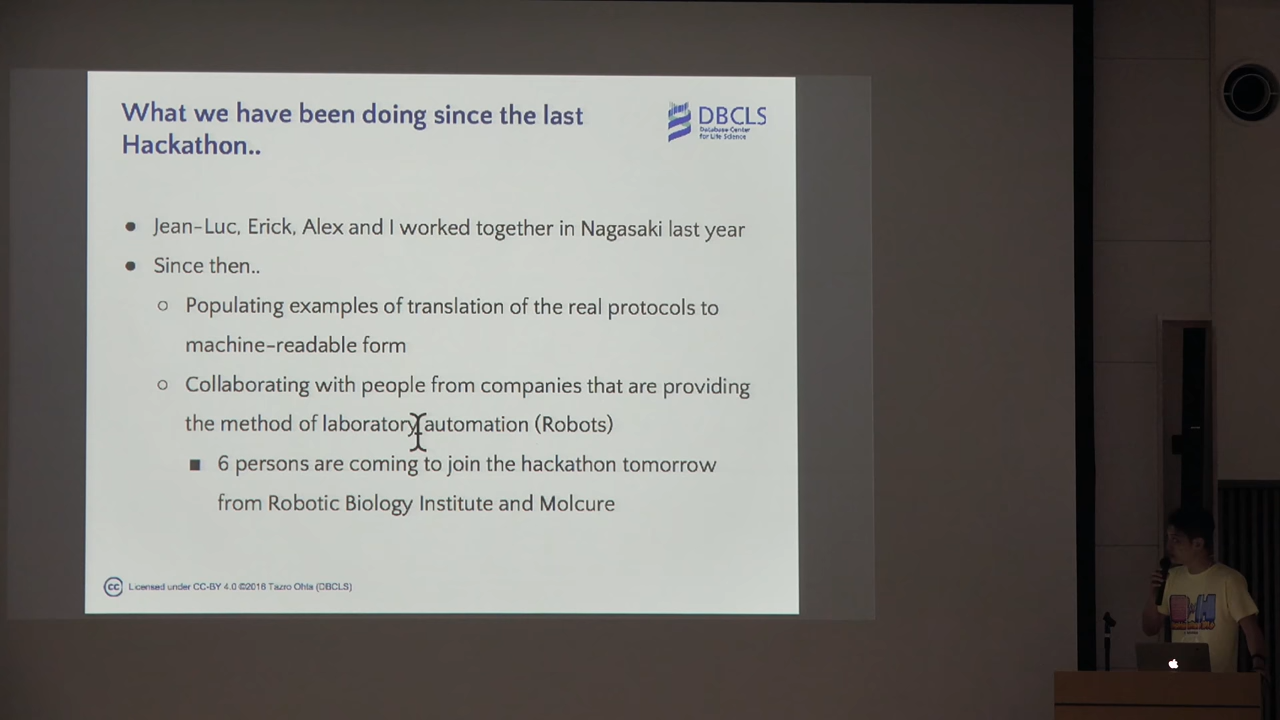 What we have been doing since the last
Hackathon..
DBCLS
Database Center
for Life Science
● Jean-Luc, Erick, Alex and I worked together in Nagasaki last year
● Since then..
○ Populating examples of translation of the real protocols to
machine-readable form
○ Collaborating with people from companies that are providing
the method of laboratory automation (Robots)
■ 6 persons are coming to join the hackathon tomorrow
from Robotic Biology Institute and Molcure
cc Licensed under CC-BY 4.0 ©2016 Tazro Ohta (DBCLS)